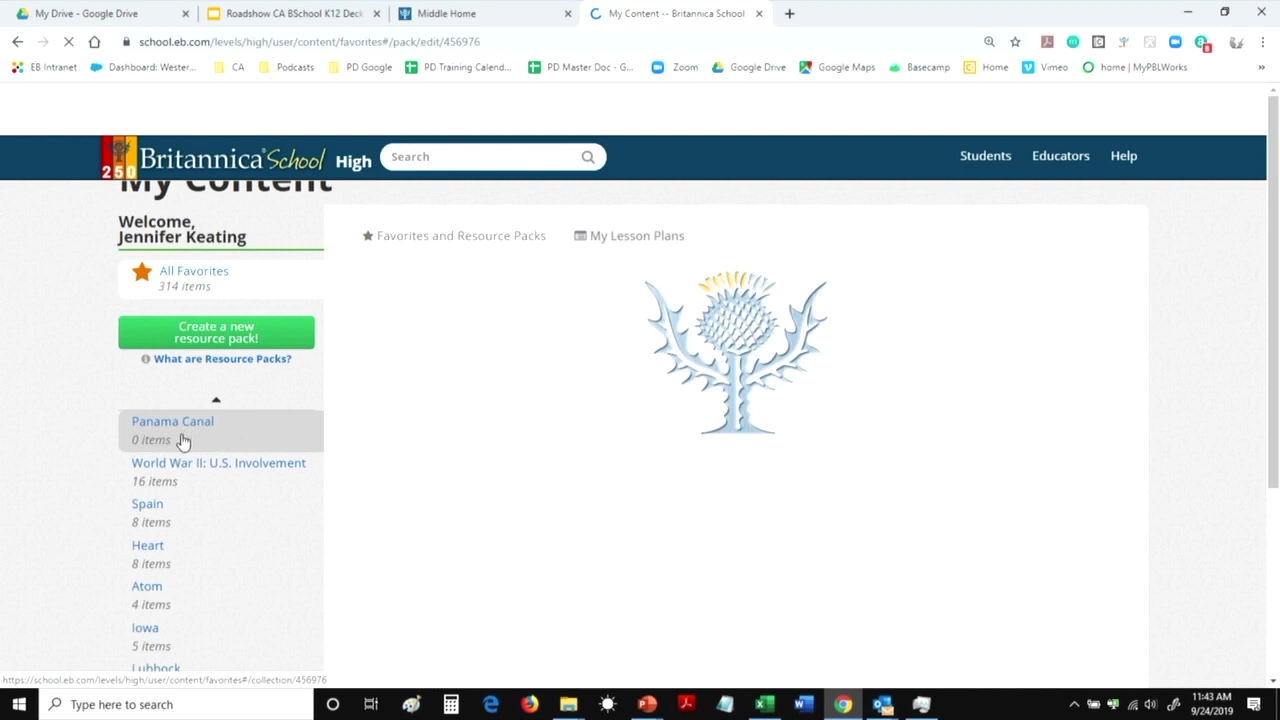 My Drive - Google Drive
Roadshow CA BSchool K12 Deck
Middle Home
My Content -- Britannica School
school.eb.com/levels/high/user/content/favorites#/pack/edit/456976
EB Intranet
Dashboard: Wester...
CA
Podcasts
PD Google
PD Training Calend...
PD Master Doc - G...
Zoom
Google Drive
Google Maps
Basecamp
Home
Vimeo
home | MyPBLWorks
250
Britannica School High
Search
Students
Educators
Help
My Content
Welcome,
Jennifer Keating
All Favorites
314 items
Create a new
resource pack!
What are Resource Packs?
Favorites and Resource Packs
My Lesson Plans
Panama Canal
0 items
World War II: U.S. Involvement
16 items
Spain
8 items
Heart
8 items
Atom
4 items
Iowa
5 items
Lubbock
https://school.eb.com/levels/high/user/content/favorites#/collection/456976
Type here to search
11:43 AM
9/24/2019